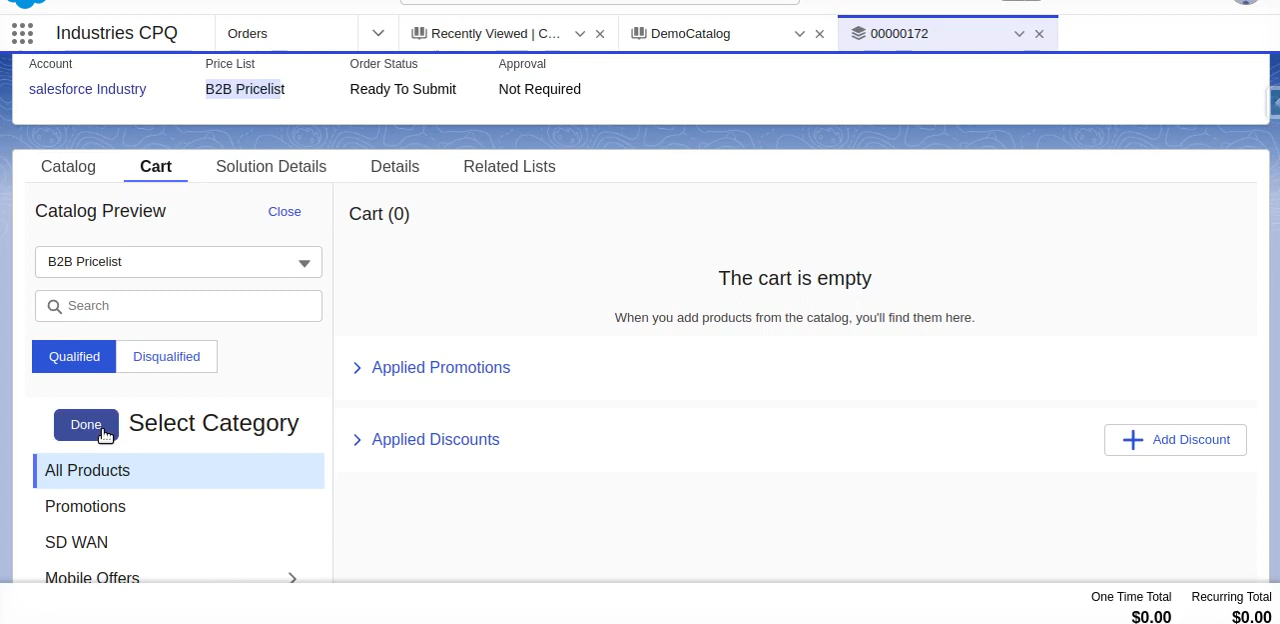 Industries CPQ
Orders
Recently Viewed | C...
DemoCatalog
00000172
Account
Price List
Order Status
Approval
salesforce Industry
B2B Pricelist
Ready To Submit
Not Required
Catalog
Cart
Solution Details
Details
Related Lists
Catalog Preview
Close
B2B Pricelist
Search
Qualified
Disqualified
Done
Select Category
All Products
Promotions
SD WAN
Mobile Offers
Cart (0)
The cart is empty
When you add products from the catalog, you'll find them here.
Applied Promotions
Applied Discounts
Add Discount
One Time Total
Recurring Total
$0.00
$0.00